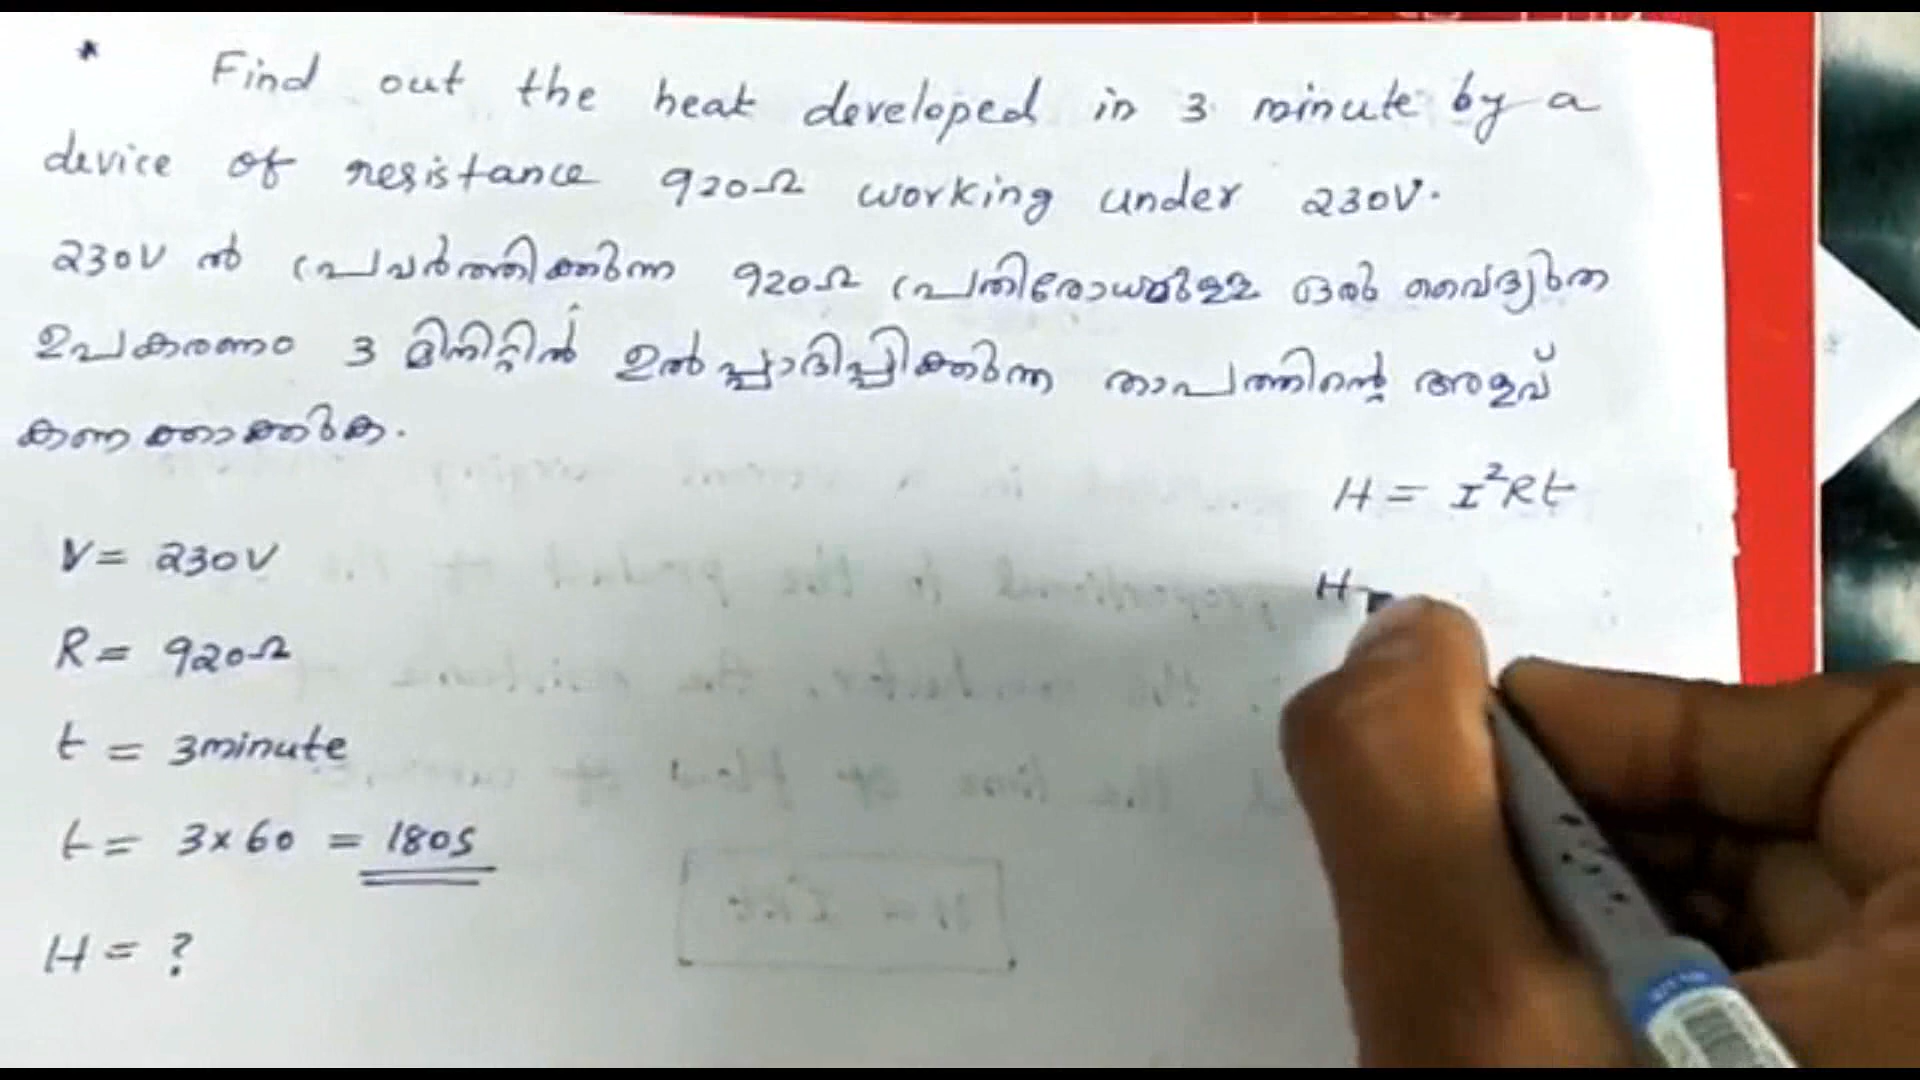 * Find out the heat developed in 3 minute by a
device of resistance 920Ω working under 230V.
230V ൽ പ്രവർത്തിക്കുന്ന 920Ω പ്രതിരോധമുള്ള ഒരു വൈദ്യുത
ഉപകരണം 3 മിനിറ്റിൽ ഉൽപ്പാദിപ്പിക്കുന്ന താപത്തിന്റെ അളവ്
കണക്കാക്കുക.
H = I²Rt
H
V = 230V
R = 920Ω
t = 3minute
t = 3x60 = 180s
H = ?